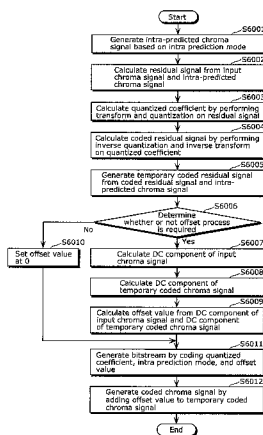 Start
S6001
Generate intra-predicted chroma
signal based on intra prediction mode
S6002
Calculate residual signal from input
chroma signal and intra-predicted
chroma signal
S6003
Calculate quantized coefficient by performing
transform and quantization on residual signal
S6004
Calculate coded residual signal by performing
inverse quantization and inverse transform
on quantized coefficient
S6005
Generate temporary coded residual signal
from coded residual signal and intra-
predicted chroma signal
S6006
Determine
whether or not offset process
is required
No
Yes
S6010
Set offset value
at 0
S6007
Calculate DC component of input
chroma signal
S6008
Calculate DC component of
temporary coded chroma signal
S6009
Calculate offset value from DC component of
input chroma signal and DC component
of temporary coded chroma signal
S6011
Generate bitstream by coding quantized
coefficient, intra prediction mode, and
offset value
S6012
Generate coded chroma signal by
adding offset value to temporary coded
chroma signal
End